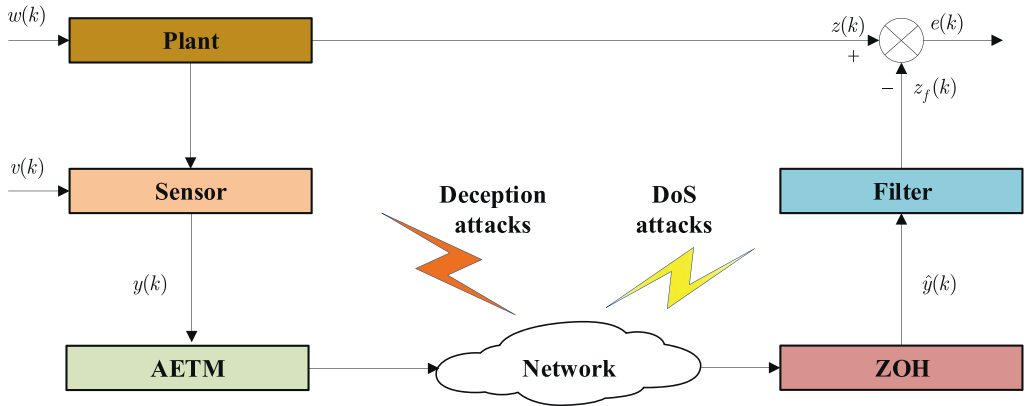 w(k)
Plant
z(k)
e(k)
+
−
z_f(k)
v(k)
Sensor
Deception
attacks
DoS
attacks
Filter
y(k)
ŷ(k)
AETM
Network
ZOH